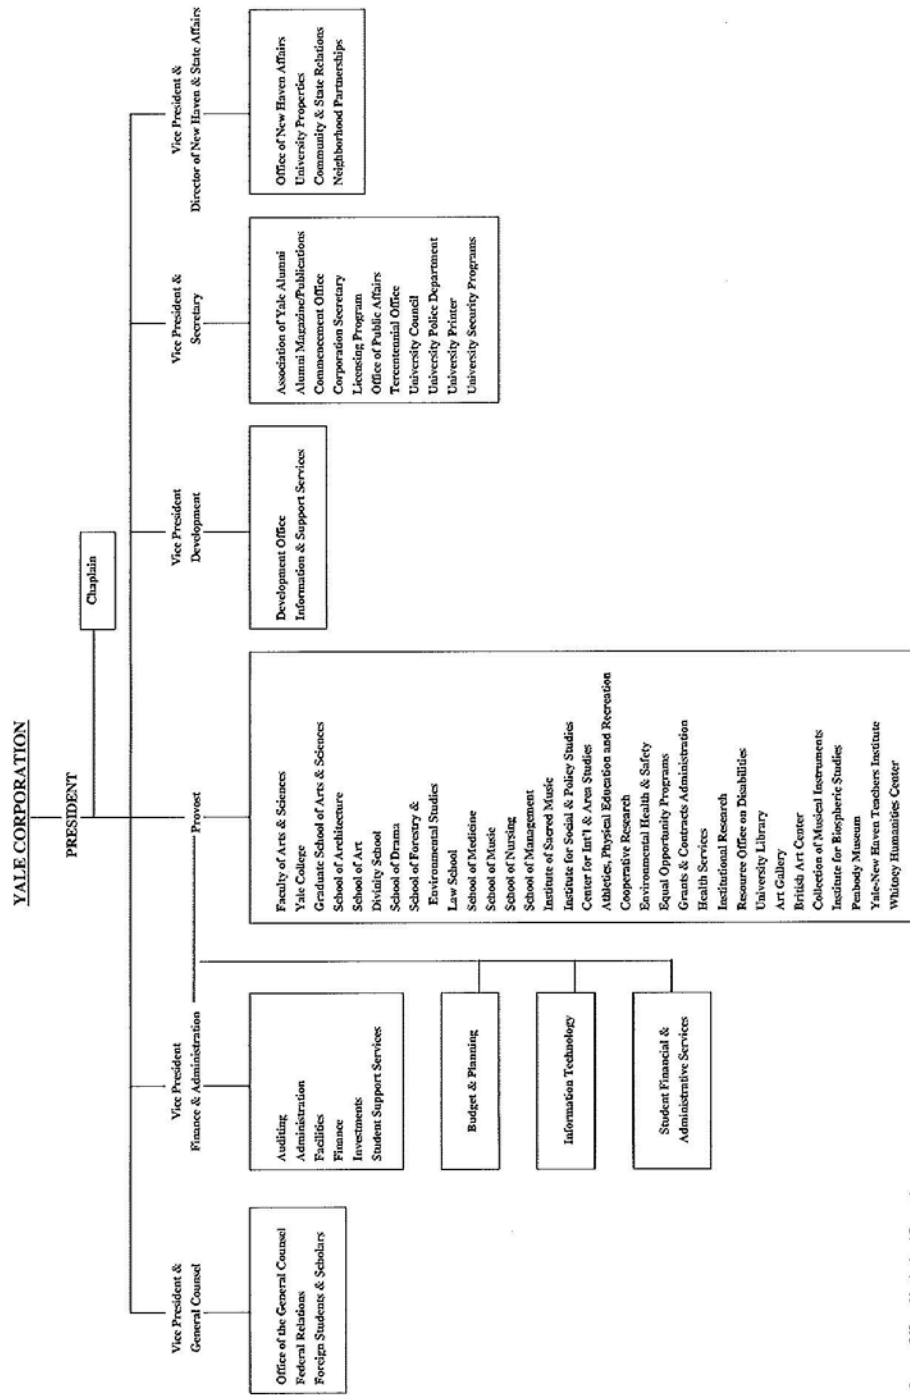 YALE CORPORATION
PRESIDENT
Chaplain
Vice President &
General Counsel
Office of the General Counsel
Federal Relations
Foreign Students & Scholars
Vice President
Finance & Administration
Auditing
Administration
Facilities
Finance
Investments
Student Support Services
Budget & Planning
Information Technology
Student Financial &
Administrative Services
Provost
Faculty of Arts & Sciences
Yale College
Graduate School of Arts & Sciences
School of Architecture
School of Art
Divinity School
School of Drama
School of Forestry &
Environmental Studies
Law School
School of Medicine
School of Music
School of Nursing
School of Management
Institute of Sacred Music
Institute for Social & Policy Studies
Center for Int'l & Area Studies
Athletics, Physical Education and Recreation
Cooperative Research
Environmental Health & Safety
Equal Opportunity Programs
Grants & Contracts Administration
Health Services
Institutional Research
Resource Office on Disabilities
University Library
Art Gallery
British Art Center
Collection of Musical Instruments
Institute for Biospheric Studies
Peabody Museum
Yale-New Haven Teachers Institute
Whitney Humanities Center
Vice President
Development
Development Office
Information & Support Services
Vice President &
Secretary
Association of Yale Alumni
Alumni Magazine/Publications
Commencement Office
Corporation Secretary
Licensing Program
Office of Public Affairs
Tercentennial Office
University Council
University Police Department
University Printer
University Security Programs
Vice President &
Director of New Haven & State Affairs
Office of New Haven Affairs
University Properties
Community & State Relations
Neighborhood Partnerships